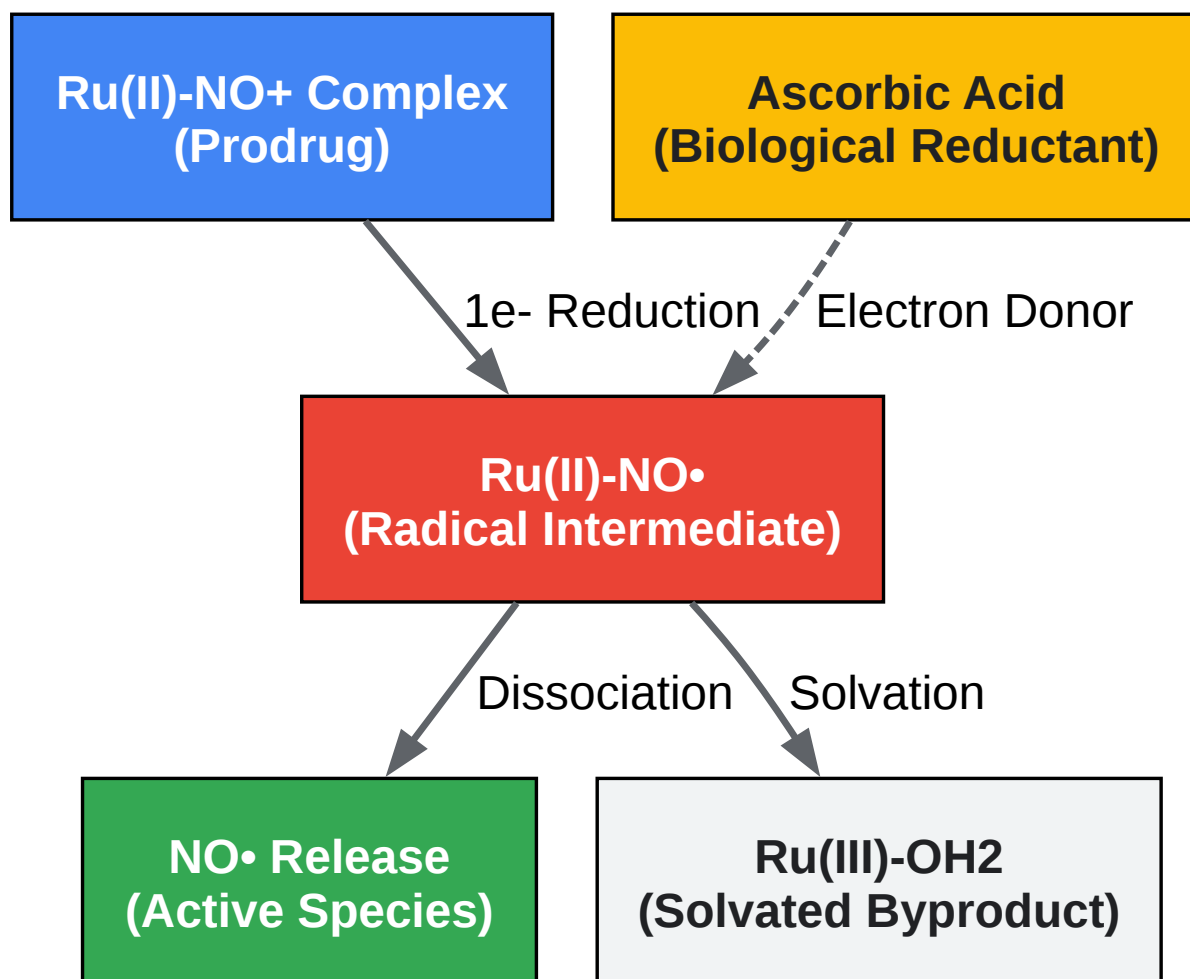 Ru(II)-NO+ Complex
(Prodrug)
Ascorbic Acid
(Biological Reductant)
1e- Reduction
Electron Donor
Ru(II)-NO•
(Radical Intermediate)
Dissociation
Solvation
NO• Release
(Active Species)
Ru(III)-OH2
(Solvated Byproduct)